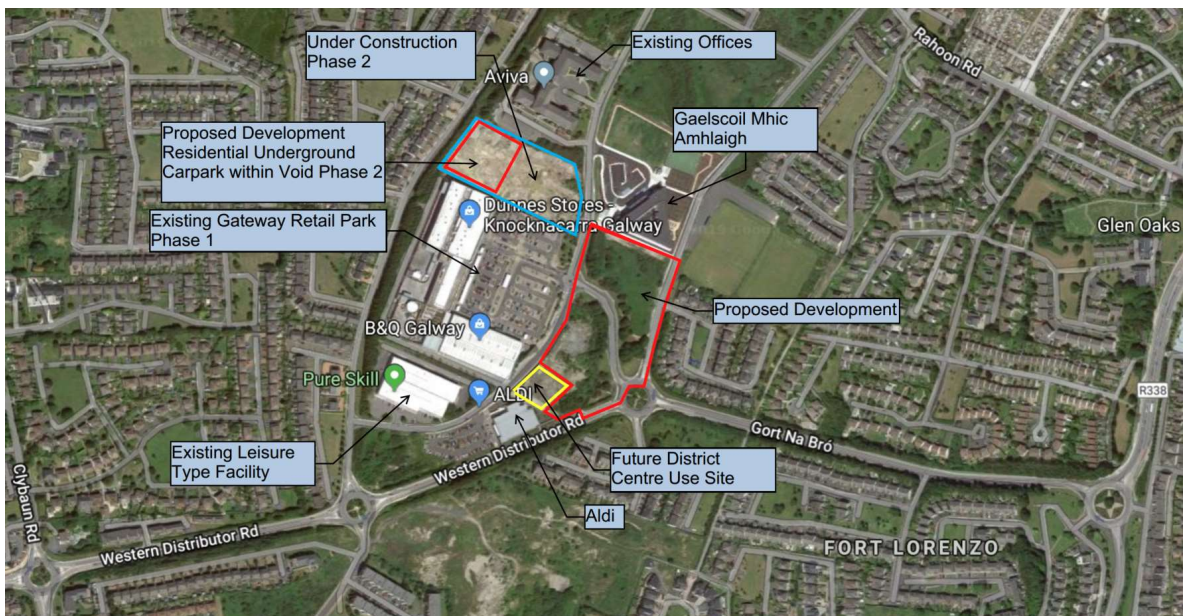 Under Construction
Phase 2
Existing Offices
Aviva
Rahoon Rd
Gaelscoil Mhic
Amhlaigh
Proposed Development
Residential Underground
Carpark within Void Phase 2
Existing Gateway Retail Park
Phase 1
Dunnes Stores -
Knocknacarra Galway
Glen Oaks
Proposed Development
B&Q Galway
Pure Skill
ALDI
R338
Gort Na Bró
Existing Leisure
Type Facility
Western Distributor Rd
Future District
Centre Use Site
Aldi
Clybaun Rd
Western Distributor Rd
FORT LORENZO